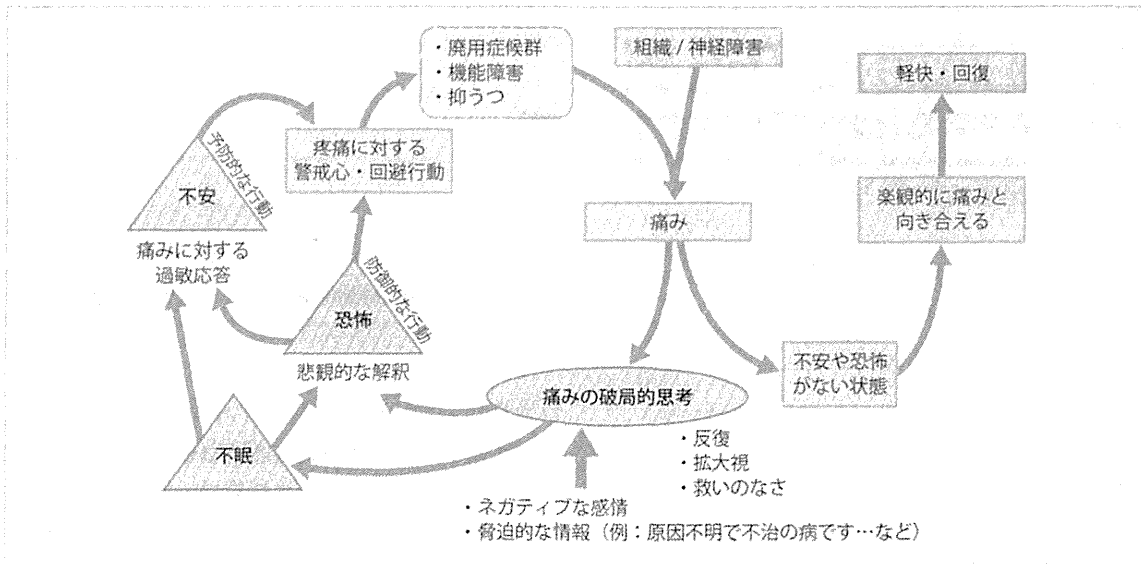 ・廃用症候群
・機能障害
・抑うつ
組織 / 神経障害
軽快・回復
疼痛に対する
警戒心・回避行動
予防的な行動
不安
痛みに対する
過敏応答
痛み
楽観的に痛みと
向き合える
防御的な行動
恐怖
悲観的な解釈
不安や恐怖
がない状態
痛みの破局的思考
・反復
・拡大視
・救いのなさ
不眠
・ネガティブな感情
・脅迫的な情報（例：原因不明で不治の病です…など）